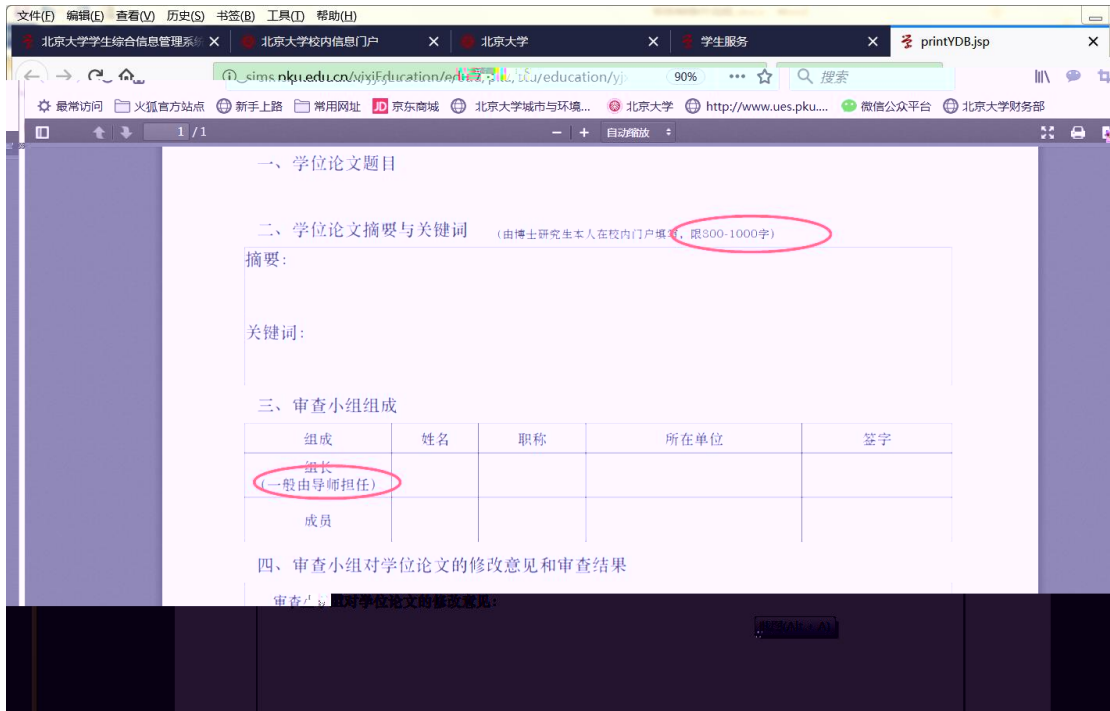 文件(F) 编辑(E) 查看(V) 历史(S) 书签(B) 工具(T) 帮助(H)
北京大学学生综合信息管理系统 北京大学校内信息门户 北京大学 学生服务 printYDB.jsp
90% 搜索
最常访问 火狐官方站点 新手上路 常用网址 JD 京东商城 北京大学城市与环境... 北京大学 http://www.ues.pku.... 微信公众平台 北京大学财务部
1 / 1 自动缩放
一、学位论文题目
二、学位论文摘要与关键词 (由博士研究生本人在校内门户填写，限800-1000字)
摘要：
关键词：
三、审查小组组成
组成 姓名 职称 所在单位 签字
组长
(一般由导师担任)
成员
四、审查小组对学位论文的修改意见和审查结果
审查小组对学位论文的修改意见：